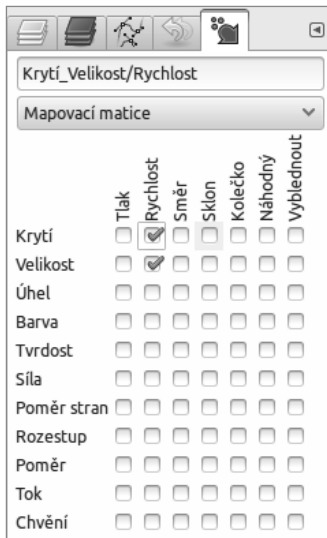 Krytí_Velikost/Rychlost
Mapovací matice
Tlak
Rychlost
Směr
Sklon
Kolečko
Náhodný
Vyblednout
Krytí
Velikost
Úhel
Barva
Tvrdost
Síla
Poměr stran
Rozestup
Poměr
Tok
Chvění